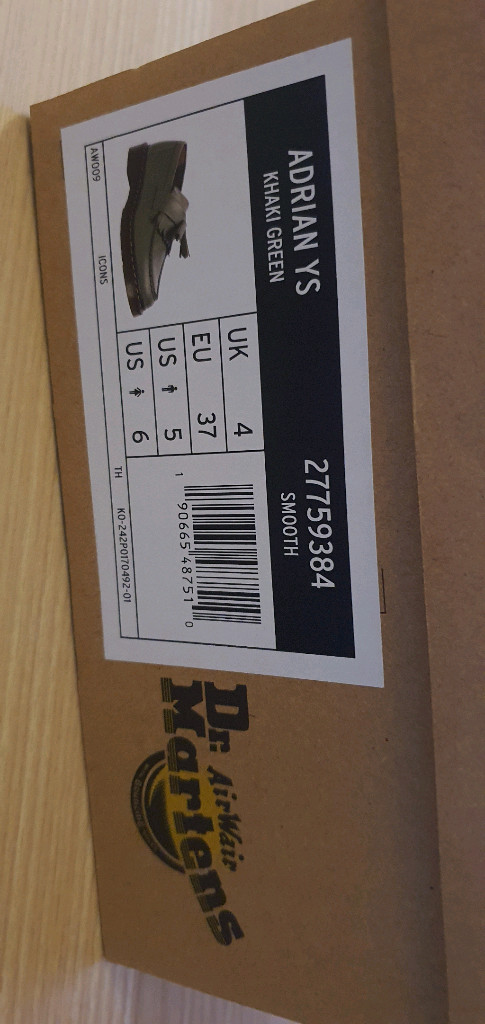 ADRIAN YS 27759384
KHAKI GREEN SMOOTH
UK 4
EU 37
US 5
US 6
1 90665 48751 0
AW009 ICONS TH KO-242P0170492-01
Dr. AirWair
Martens